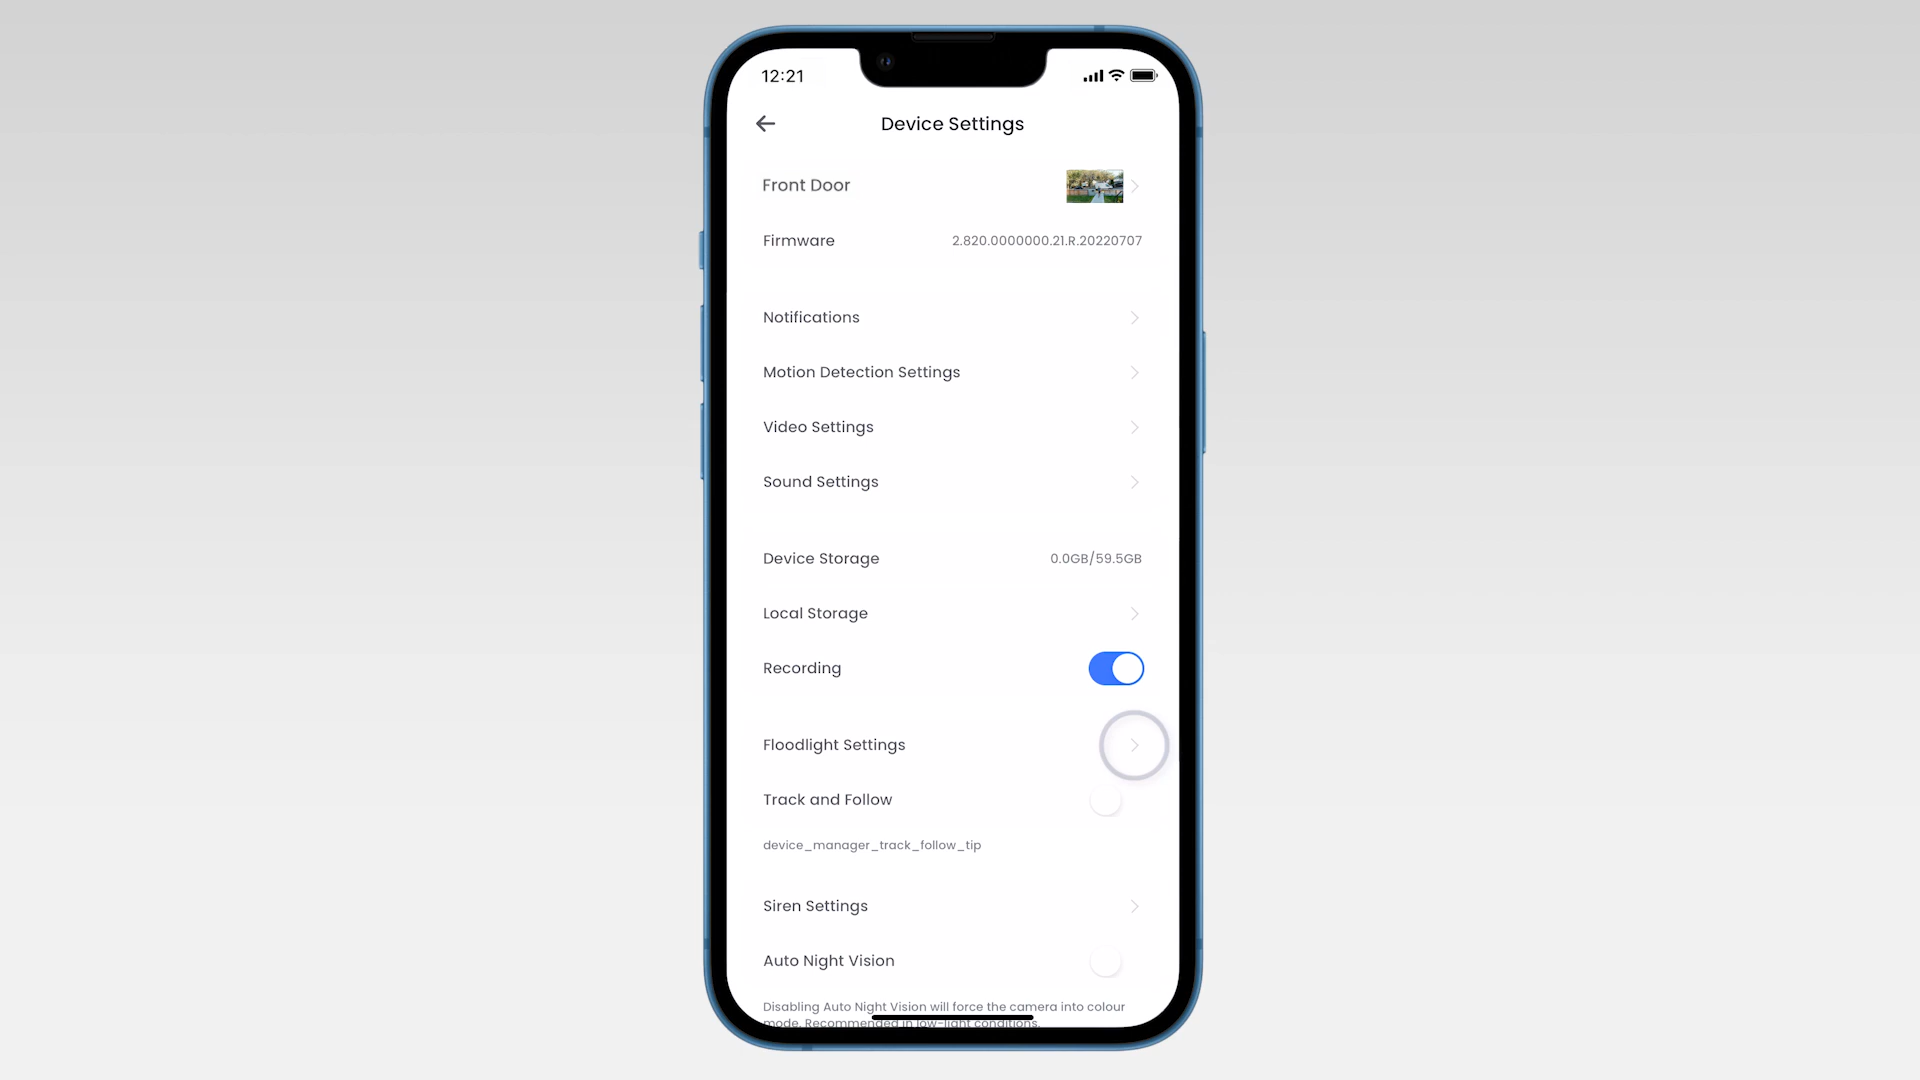 12:21
Device Settings
Front Door
Firmware 2.820.0000000.21.R.20220707
Notifications
Motion Detection Settings
Video Settings
Sound Settings
Device Storage 0.0GB/59.5GB
Local Storage
Recording
Floodlight Settings
Track and Follow
device_manager_track_follow_tip
Siren Settings
Auto Night Vision
Disabling Auto Night Vision will force the camera into colour
mode. Recommended in low-light conditions.